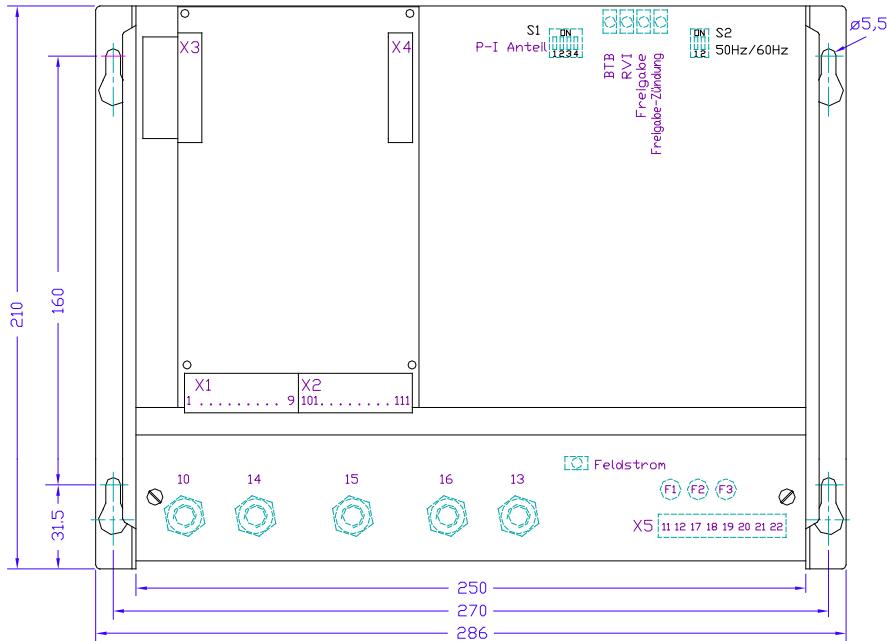 S1
ON
P-I Anteil
1234
BTB
RVI
Freigabe
Freigabe-Zündung
ON
S2
12
50Hz/60Hz
ø5,5
X3
X4
210
160
31.5
X1
1 . . . . . . . . . 9
X2
101. . . . . . . . 111
10
14
15
16
13
Feldstrom
F1
F2
F3
X5
11 12 17 18 19 20 21 22
250
270
286